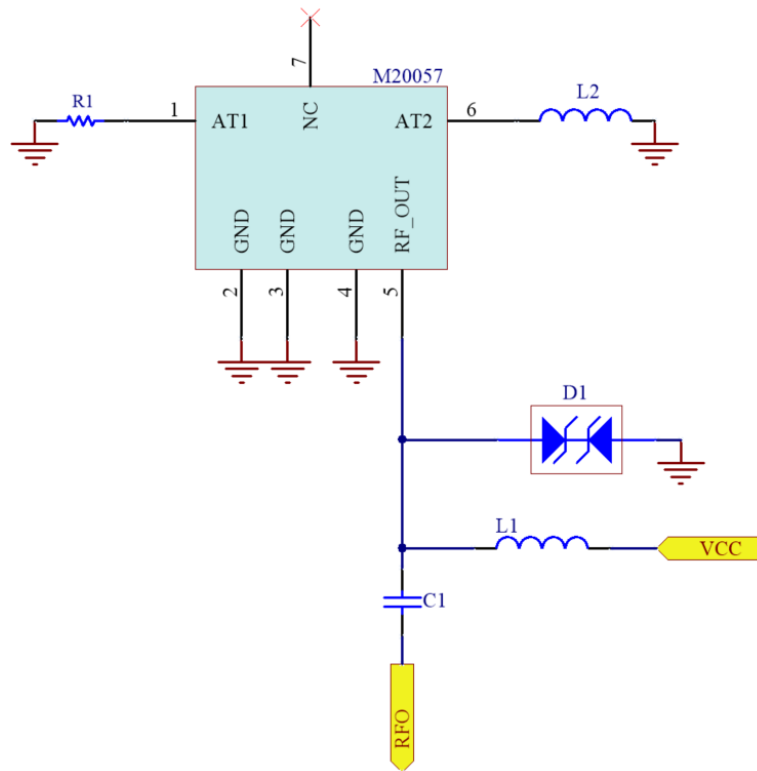 7
M20057
R1
1
AT1
NC
AT2
6
L2
GND
GND
GND
RF_OUT
2
3
4
5
D1
L1
VCC
C1
RFO